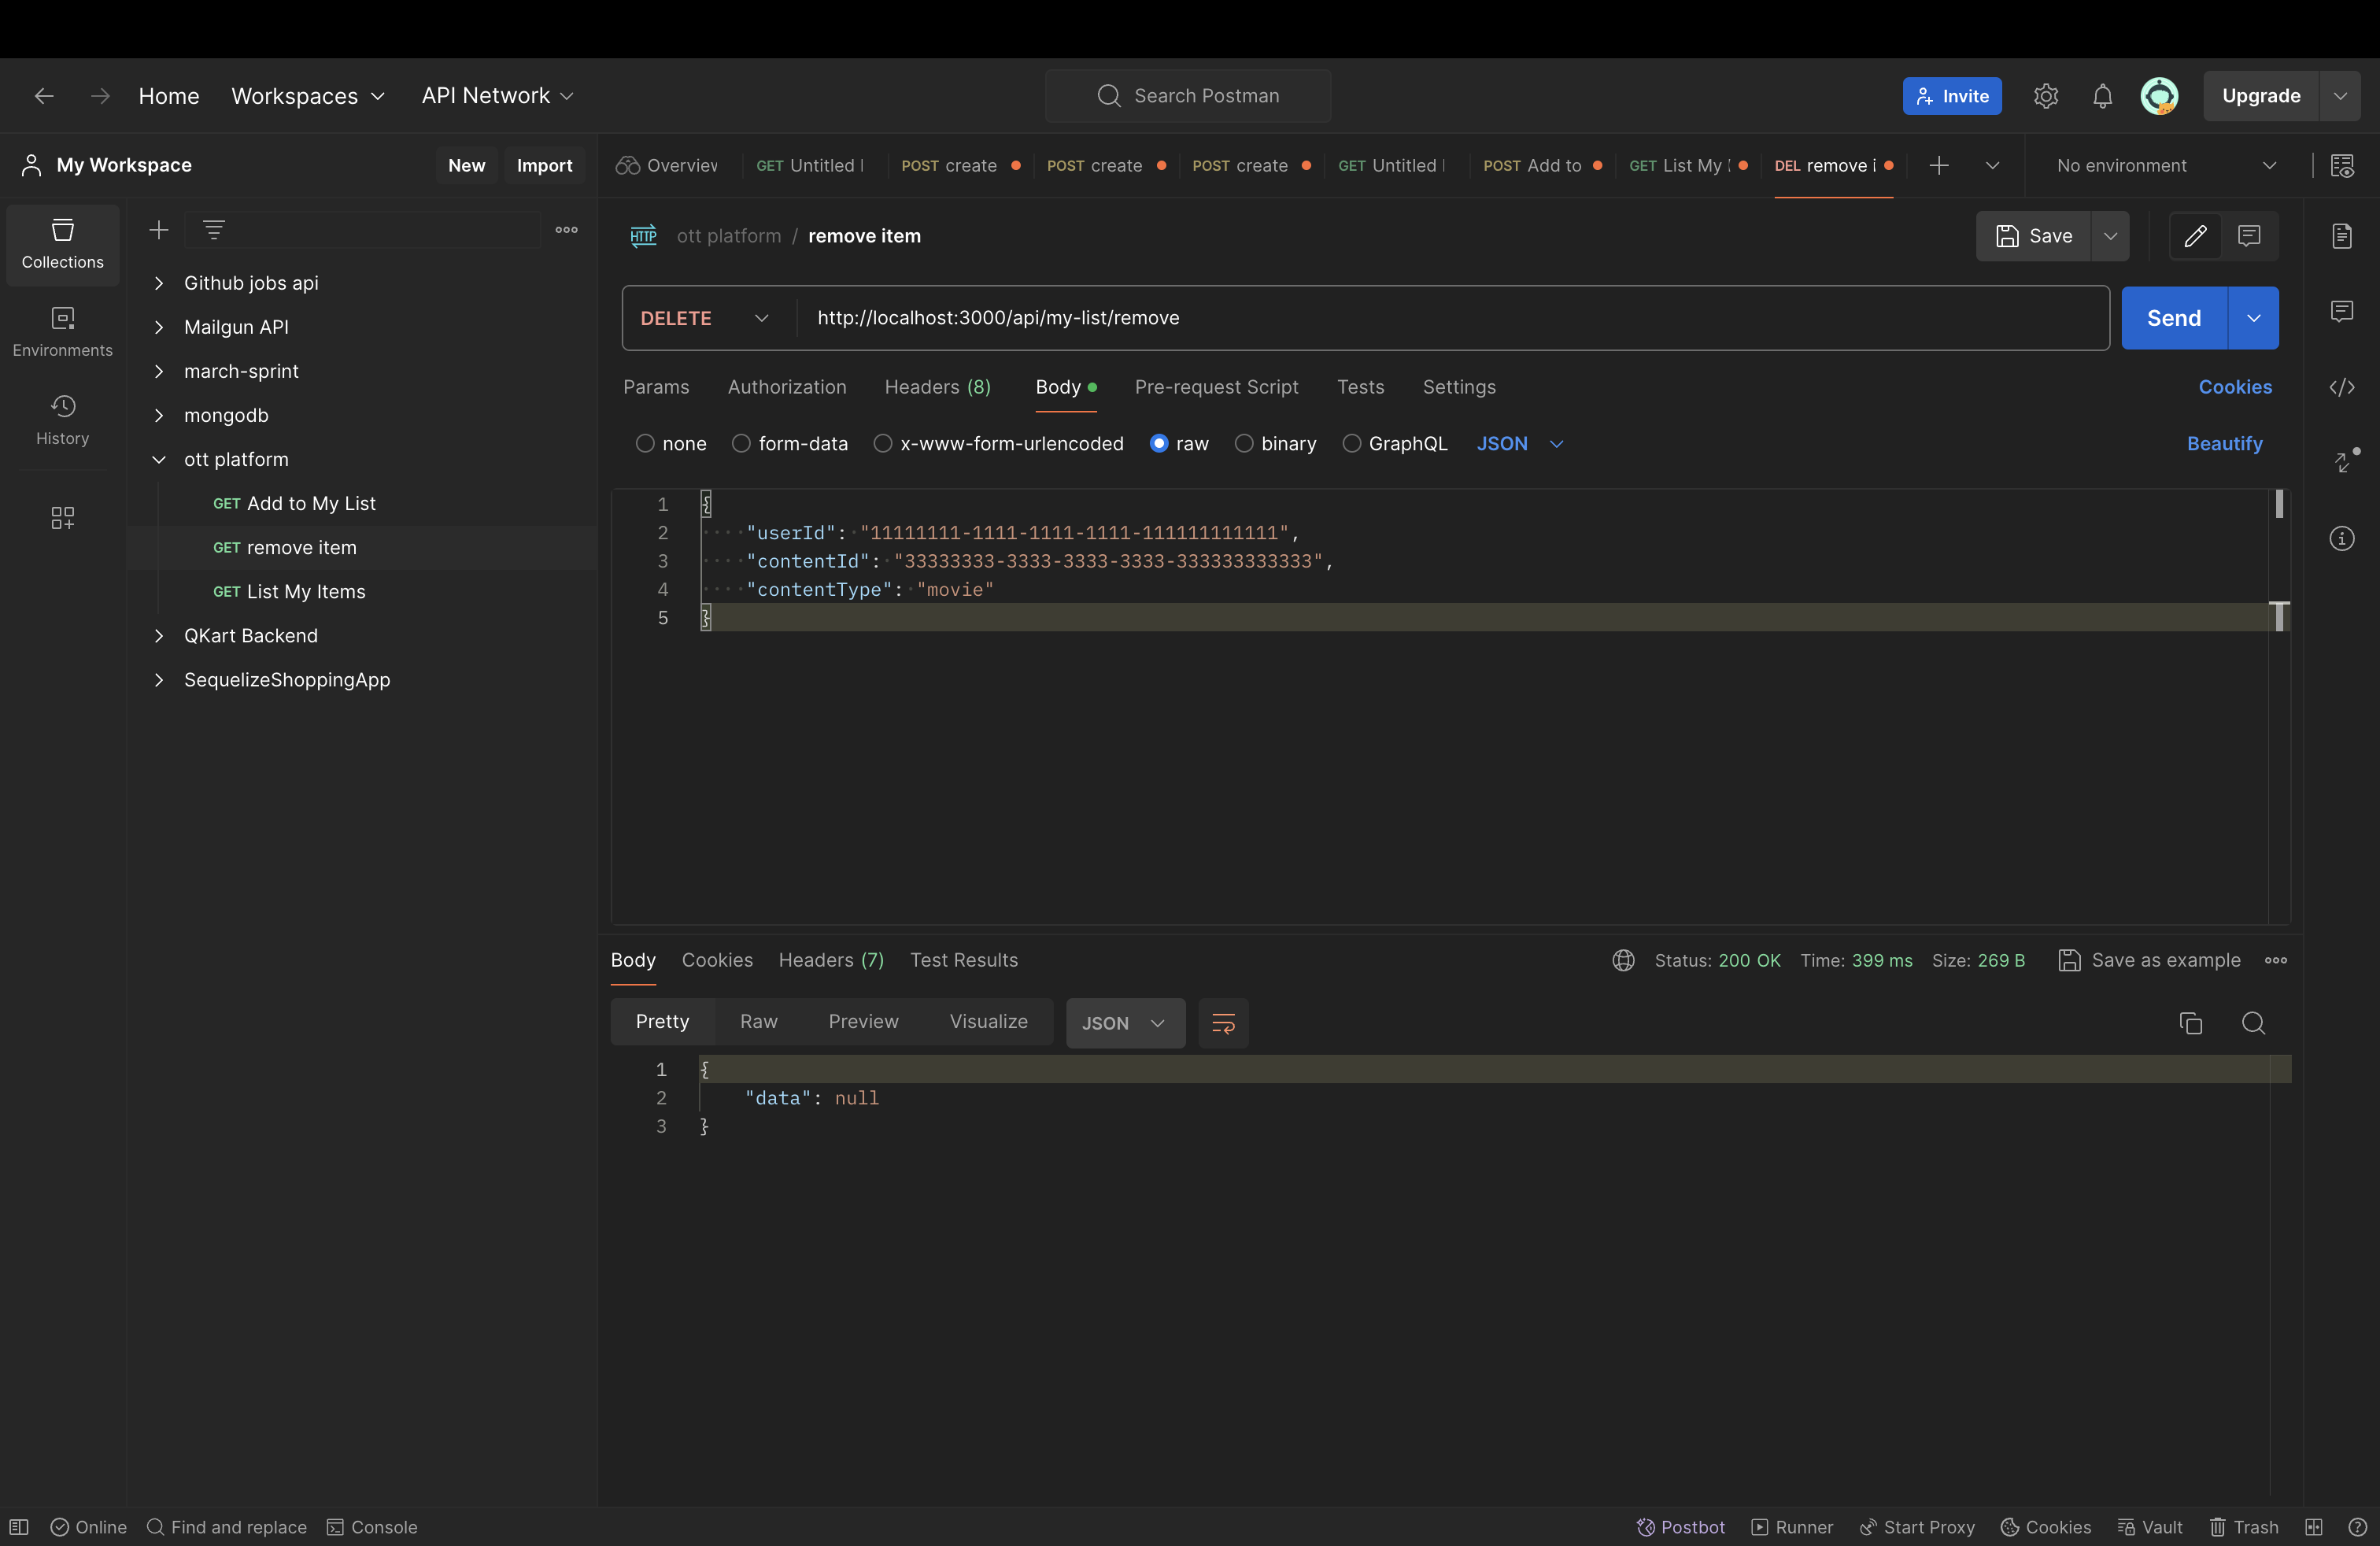 Home Workspaces API Network Search Postman Invite Upgrade
My Workspace New Import
Overview GET Untitled POST create POST create POST create GET Untitled POST Add to GET List My DEL remove i No environment
Collections
Environments
History
Github jobs api
Mailgun API
march-sprint
mongodb
ott platform
GET Add to My List
GET remove item
GET List My Items
QKart Backend
SequelizeShoppingApp
HTTP ott platform / remove item Save
DELETE http://localhost:3000/api/my-list/remove Send
Params Authorization Headers (8) Body Pre-request Script Tests Settings Cookies
none form-data x-www-form-urlencoded raw binary GraphQL JSON Beautify
1 {
2 "userId": "11111111-1111-1111-1111-111111111111",
3 "contentId": "33333333-3333-3333-3333-333333333333",
4 "contentType": "movie"
5 }
Body Cookies Headers (7) Test Results Status: 200 OK Time: 399 ms Size: 269 B Save as example
Pretty Raw Preview Visualize JSON
1 {
2 "data": null
3 }
Online Find and replace Console Postbot Runner Start Proxy Cookies Vault Trash